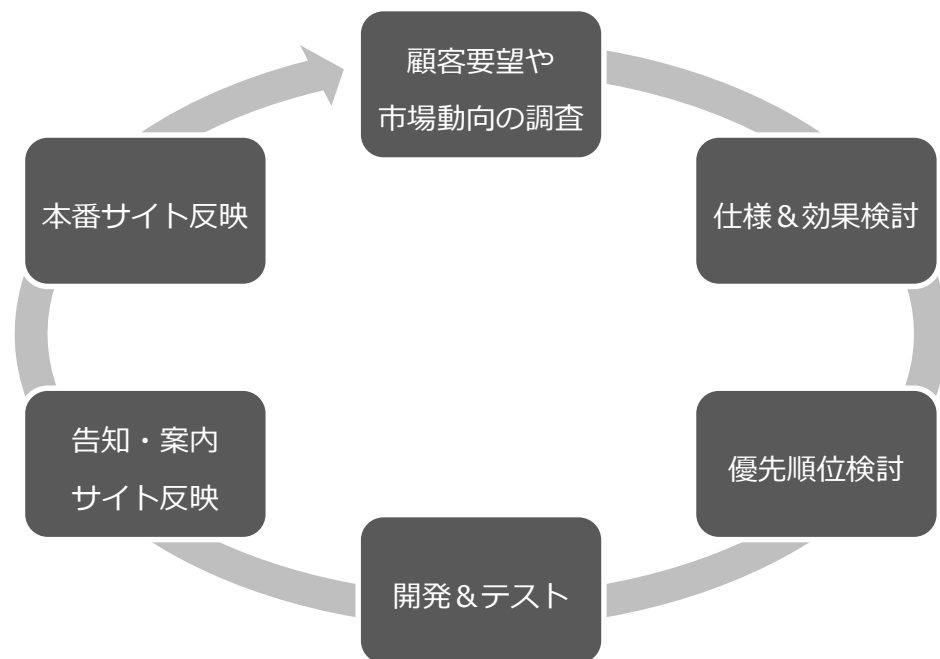 顧客要望や
市場動向の調査
仕様＆効果検討
優先順位検討
開発＆テスト
告知・案内
サイト反映
本番サイト反映